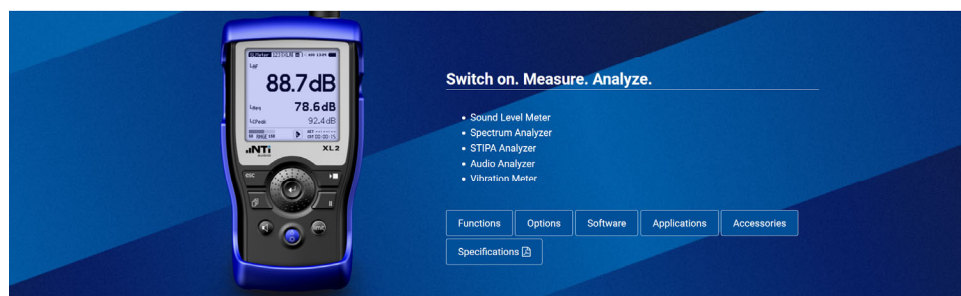 88.7dB
78.6dB
92.4dB
NTi
AUDIO
XL2
ESC
Switch on. Measure. Analyze.
Sound Level Meter
Spectrum Analyzer
STIPA Analyzer
Audio Analyzer
Vibration Meter
Functions
Options
Software
Applications
Accessories
Specifications